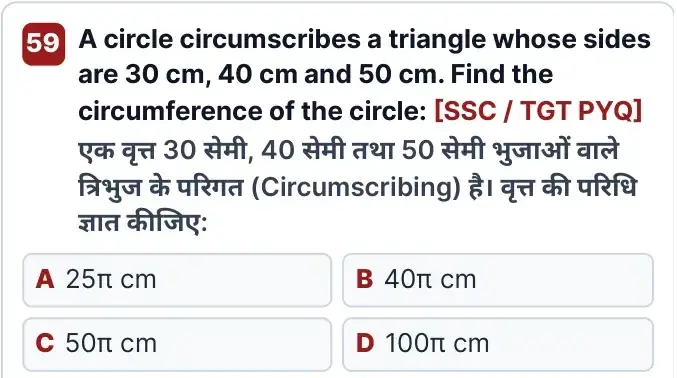 59 A circle circumscribes a triangle whose sides
are 30 cm, 40 cm and 50 cm. Find the
circumference of the circle: [SSC / TGT PYQ]
एक वृत्त 30 सेमी, 40 सेमी तथा 50 सेमी भुजाओं वाले
त्रिभुज के परिगत (Circumscribing) है। वृत्त की परिधि
ज्ञात कीजिए:
A 25π cm
B 40π cm
C 50π cm
D 100π cm